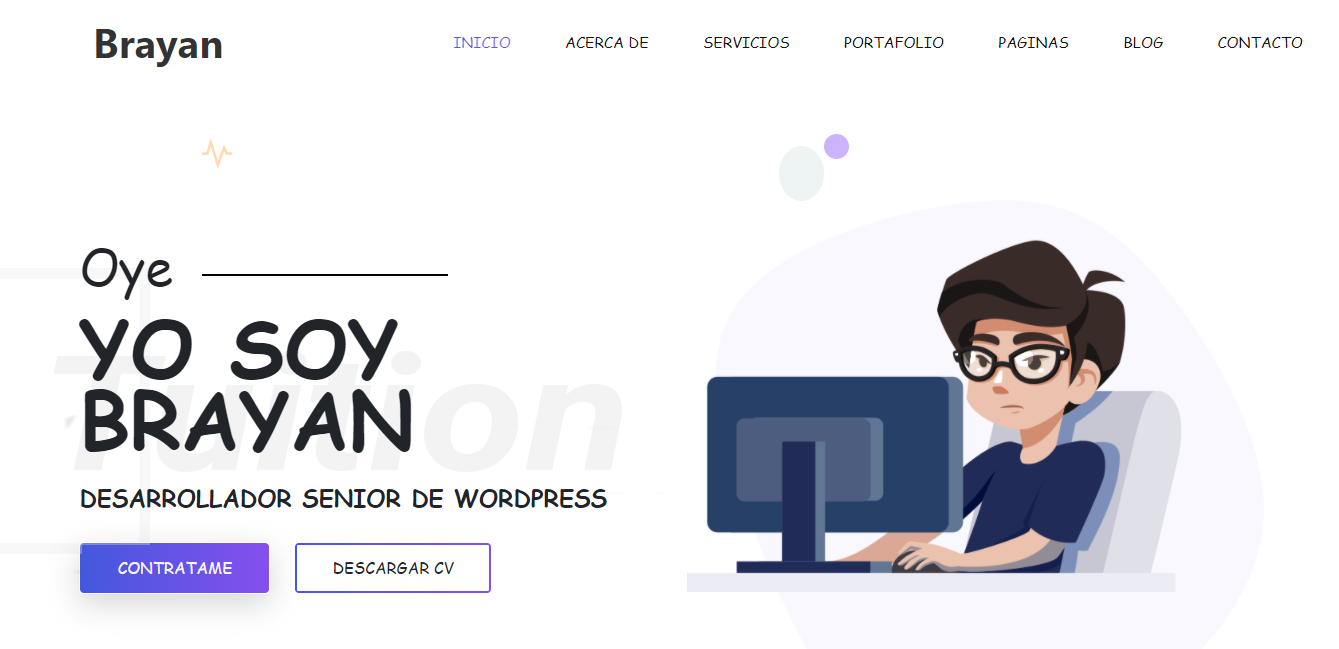 Brayan
INICIO ACERCA DE SERVICIOS PORTAFOLIO PAGINAS BLOG CONTACTO
Oye
YO SOY
BRAYAN
Tuition
DESARROLLADOR SENIOR DE WORDPRESS
CONTRATAME DESCARGAR CV